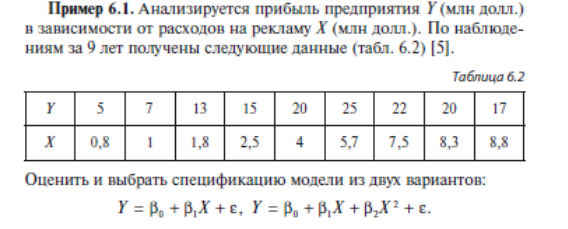 Пример 6.1. Анализируется прибыль предприятия Y (млн долл.)
в зависимости от расходов на рекламу X (млн долл.). По наблюде-
ниям за 9 лет получены следующие данные (табл. 6.2) [5].
Таблица 6.2
Y 5 7 13 15 20 25 22 20 17
X 0,8 1 1,8 2,5 4 5,7 7,5 8,3 8,8
Оценить и выбрать спецификацию модели из двух вариантов:
Y = β₀ + β₁X + ε, Y = β₀ + β₁X + β₂X² + ε.